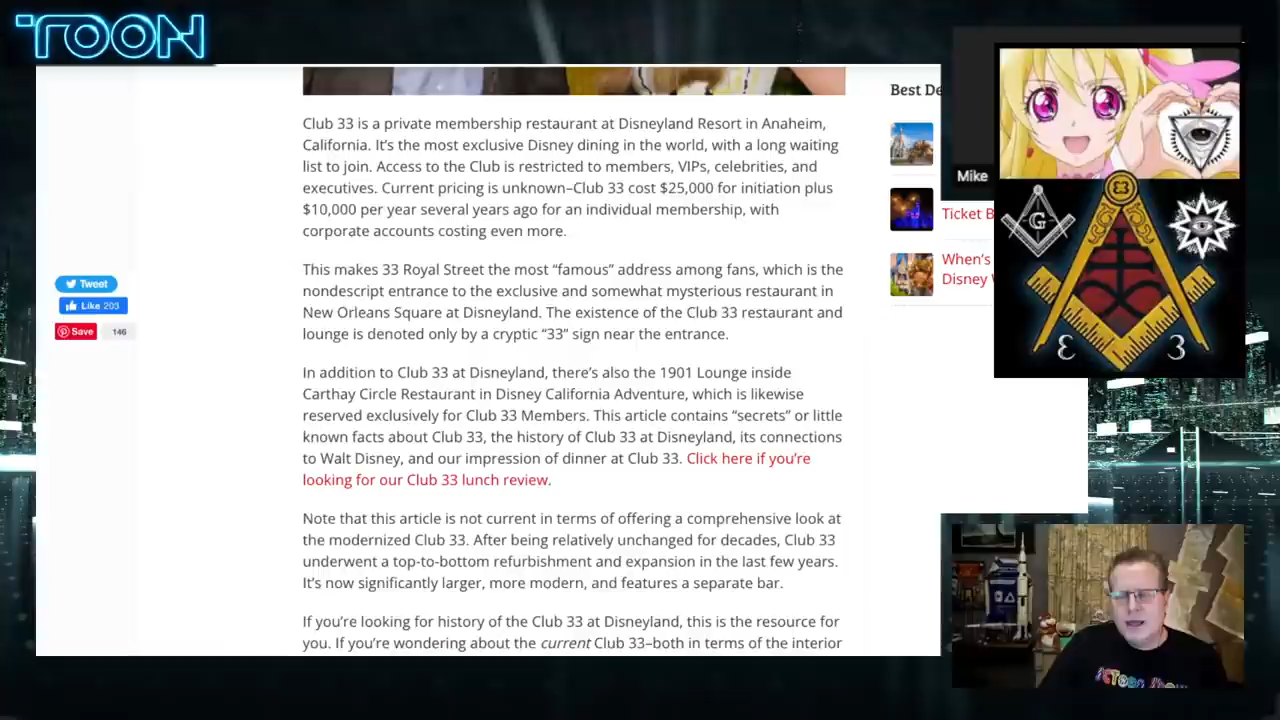 TOON
Club 33 is a private membership restaurant at Disneyland Resort in Anaheim,
California. It's the most exclusive Disney dining in the world, with a long waiting
list to join. Access to the Club is restricted to members, VIPs, celebrities, and
executives. Current pricing is unknown–Club 33 cost $25,000 for initiation plus
$10,000 per year several years ago for an individual membership, with
corporate accounts costing even more.
This makes 33 Royal Street the most “famous” address among fans, which is the
nondescript entrance to the exclusive and somewhat mysterious restaurant in
New Orleans Square at Disneyland. The existence of the Club 33 restaurant and
lounge is denoted only by a cryptic “33” sign near the entrance.
In addition to Club 33 at Disneyland, there's also the 1901 Lounge inside
Carthay Circle Restaurant in Disney California Adventure, which is likewise
reserved exclusively for Club 33 Members. This article contains “secrets” or little
known facts about Club 33, the history of Club 33 at Disneyland, its connections
to Walt Disney, and our impression of dinner at Club 33. Click here if you're
looking for our Club 33 lunch review.
Note that this article is not current in terms of offering a comprehensive look at
the modernized Club 33. After being relatively unchanged for decades, Club 33
underwent a top-to-bottom refurbishment and expansion in the last few years.
It's now significantly larger, more modern, and features a separate bar.
If you're looking for history of the Club 33 at Disneyland, this is the resource for
you. If you're wondering about the current Club 33–both in terms of the interior
Tweet
Like 203
Save 146
Best De
Ticket B
When's
Disney
Mike
G
Ɛ 3